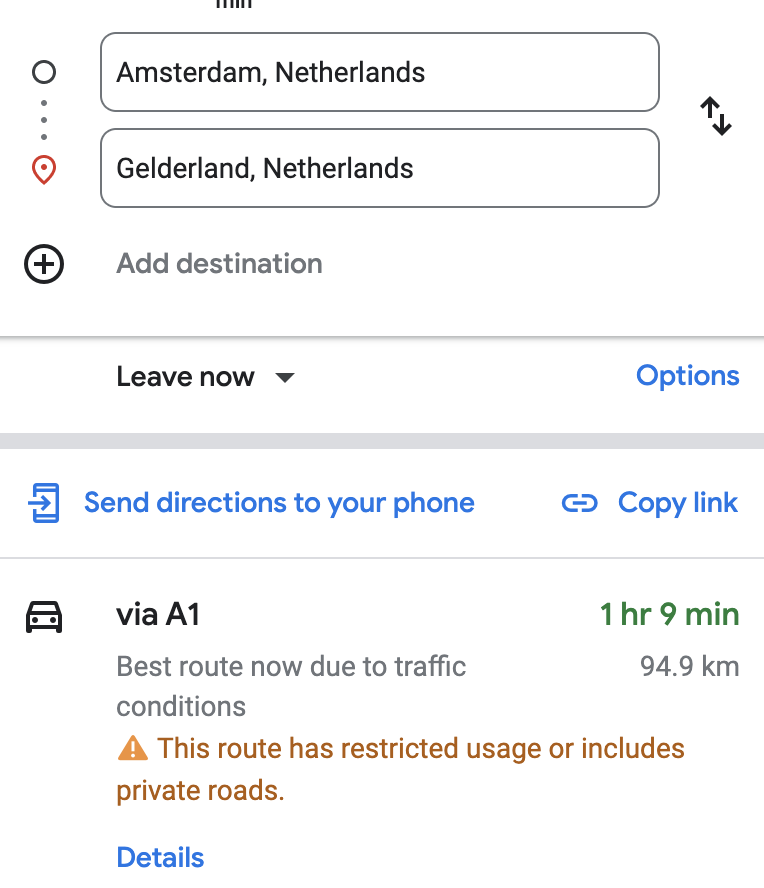 min
Amsterdam, Netherlands
Gelderland, Netherlands
Add destination
Leave now
Options
Send directions to your phone
Copy link
via A1
1 hr 9 min
Best route now due to traffic
94.9 km
conditions
This route has restricted usage or includes
private roads.
Details